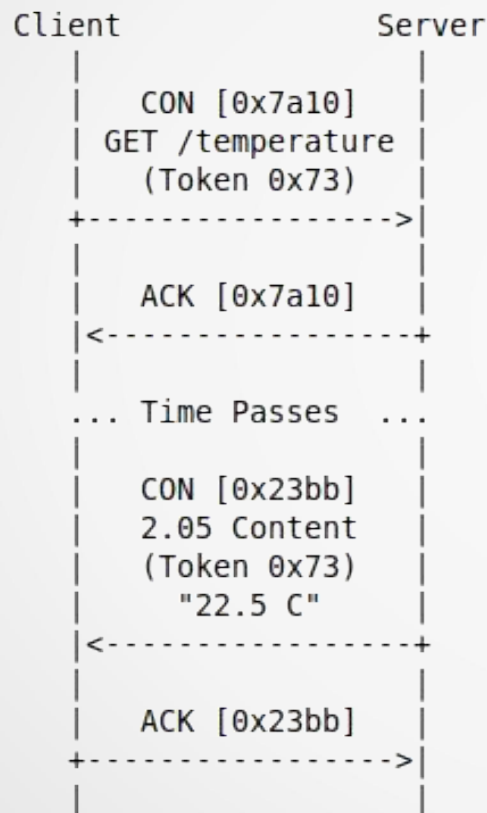 Client Server
CON [0x7a10]
GET /temperature
(Token 0x73)
ACK [0x7a10]
... Time Passes ...
CON [0x23bb]
2.05 Content
(Token 0x73)
"22.5 C"
ACK [0x23bb]